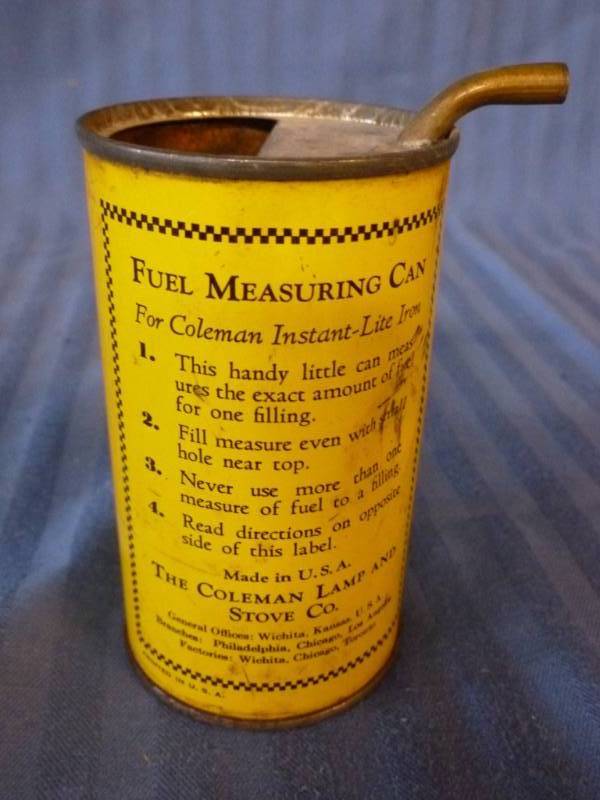 FUEL MEASURING CAN
For Coleman Instant-Lite Iron
1. This handy little can meas-
ures the exact amount of fuel
for one filling.
2. Fill measure even with small
hole near top.
3. Never use more than one
measure of fuel to a filling.
4. Read directions on opposite
side of this label.
Made in U.S.A.
THE COLEMAN LAMP AND
STOVE CO.
General Offices: Wichita, Kansas, U.S.A.
Branches: Philadelphia, Chicago, Los Angeles
Factories: Wichita, Chicago, Toronto
PRINTED IN U.S.A.